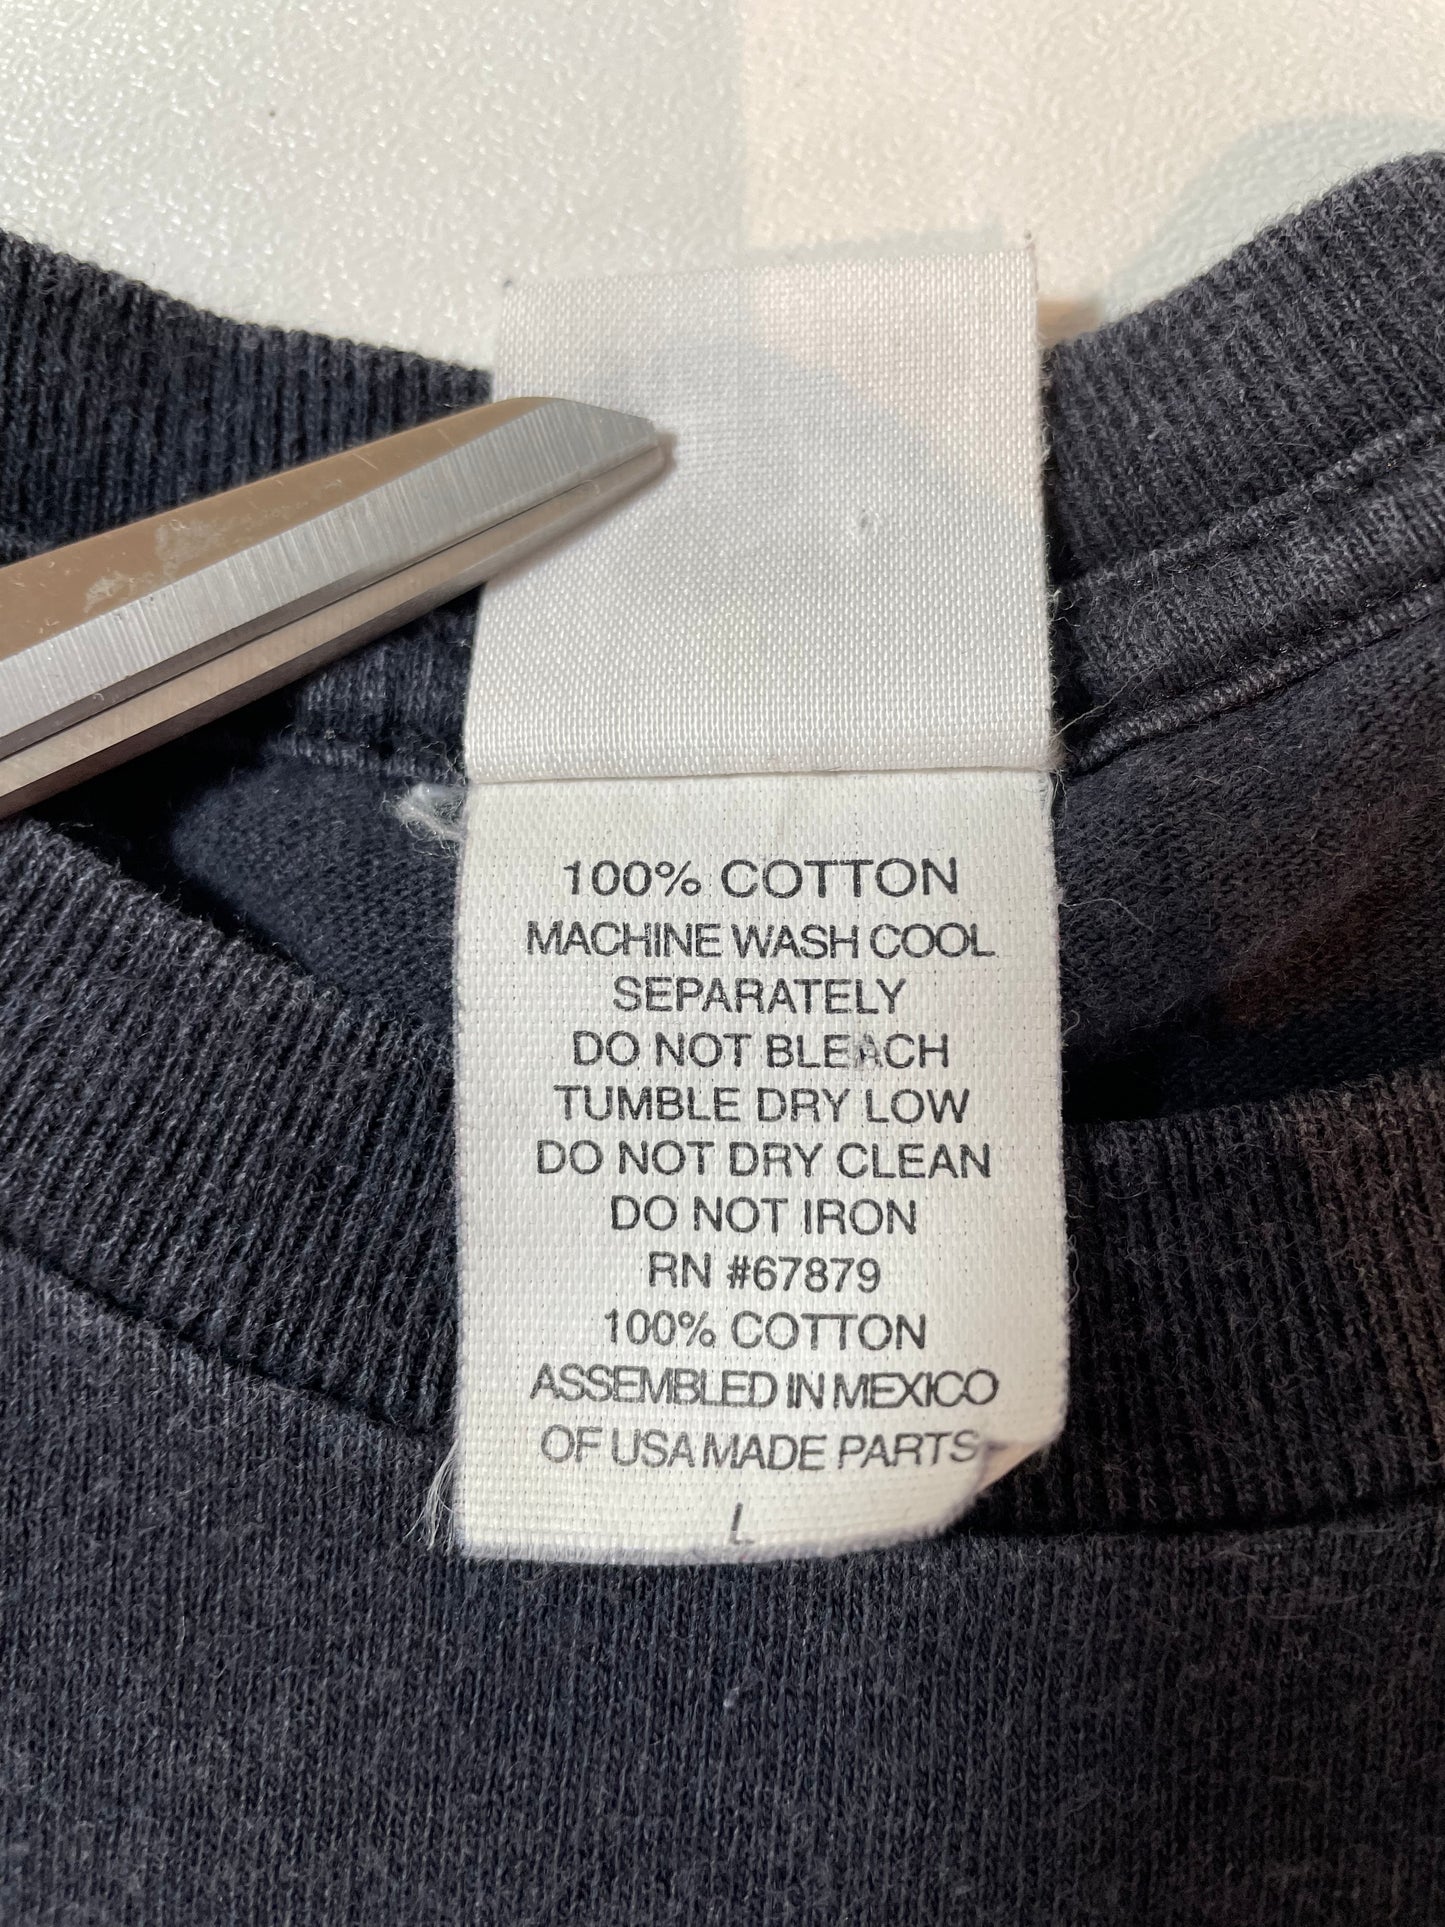 100% COTTON
MACHINE WASH COOL
SEPARATELY
DO NOT BLEACH
TUMBLE DRY LOW
DO NOT DRY CLEAN
DO NOT IRON
RN #67879
100% COTTON
ASSEMBLED IN MEXICO
OF USA MADE PARTS
L